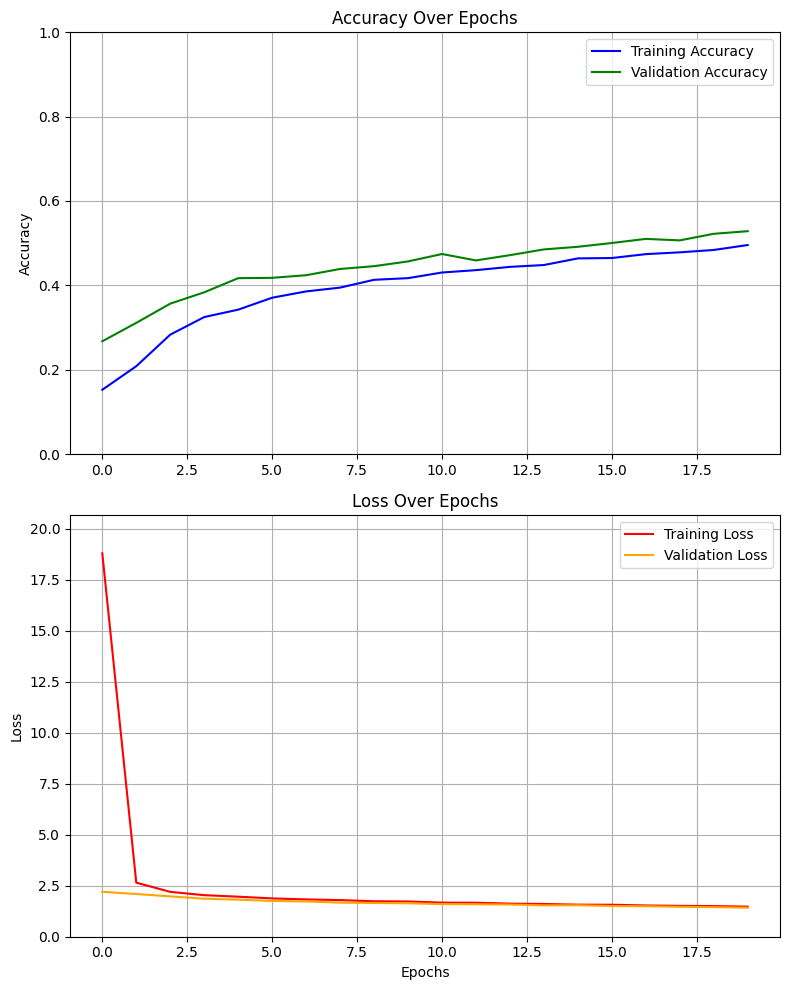 Accuracy Over Epochs
1.0
0.8
0.6
0.4
0.2
0.0
Accuracy
Training Accuracy
Validation Accuracy
0.0 2.5 5.0 7.5 10.0 12.5 15.0 17.5
Loss Over Epochs
20.0
17.5
15.0
12.5
10.0
7.5
5.0
2.5
0.0
Loss
Training Loss
Validation Loss
0.0 2.5 5.0 7.5 10.0 12.5 15.0 17.5
Epochs